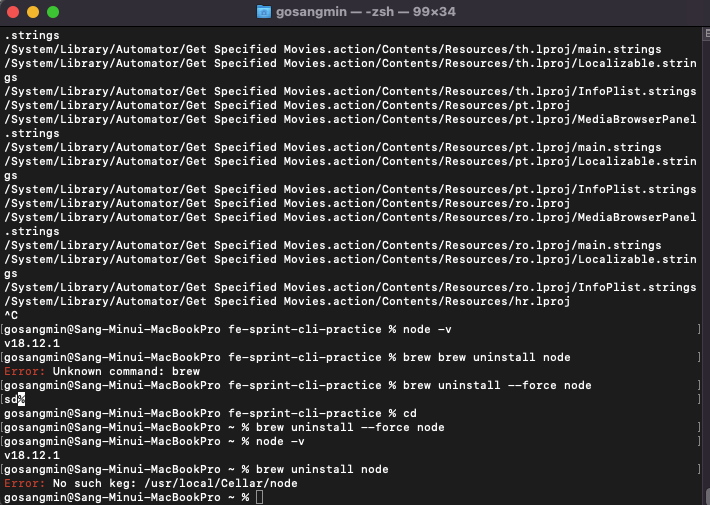 gosangmin — -zsh — 99×34
.strings
/System/Library/Automator/Get Specified Movies.action/Contents/Resources/th.lproj/main.strings
/System/Library/Automator/Get Specified Movies.action/Contents/Resources/th.lproj/Localizable.strin
gs
/System/Library/Automator/Get Specified Movies.action/Contents/Resources/th.lproj/InfoPlist.strings
/System/Library/Automator/Get Specified Movies.action/Contents/Resources/pt.lproj
/System/Library/Automator/Get Specified Movies.action/Contents/Resources/pt.lproj/MediaBrowserPanel
.strings
/System/Library/Automator/Get Specified Movies.action/Contents/Resources/pt.lproj/main.strings
/System/Library/Automator/Get Specified Movies.action/Contents/Resources/pt.lproj/Localizable.strin
gs
/System/Library/Automator/Get Specified Movies.action/Contents/Resources/pt.lproj/InfoPlist.strings
/System/Library/Automator/Get Specified Movies.action/Contents/Resources/ro.lproj
/System/Library/Automator/Get Specified Movies.action/Contents/Resources/ro.lproj/MediaBrowserPanel
.strings
/System/Library/Automator/Get Specified Movies.action/Contents/Resources/ro.lproj/main.strings
/System/Library/Automator/Get Specified Movies.action/Contents/Resources/ro.lproj/Localizable.strin
gs
/System/Library/Automator/Get Specified Movies.action/Contents/Resources/ro.lproj/InfoPlist.strings
/System/Library/Automator/Get Specified Movies.action/Contents/Resources/hr.lproj
^C
[gosangmin@Sang-Minui-MacBookPro fe-sprint-cli-practice % node -v ]
v18.12.1
[gosangmin@Sang-Minui-MacBookPro fe-sprint-cli-practice % brew brew uninstall node ]
Error: Unknown command: brew
[gosangmin@Sang-Minui-MacBookPro fe-sprint-cli-practice % brew uninstall --force node ]
[sd% ]
gosangmin@Sang-Minui-MacBookPro fe-sprint-cli-practice % cd
[gosangmin@Sang-Minui-MacBookPro ~ % brew uninstall --force node ]
[gosangmin@Sang-Minui-MacBookPro ~ % node -v ]
v18.12.1
[gosangmin@Sang-Minui-MacBookPro ~ % brew uninstall node ]
Error: No such keg: /usr/local/Cellar/node
gosangmin@Sang-Minui-MacBookPro ~ %